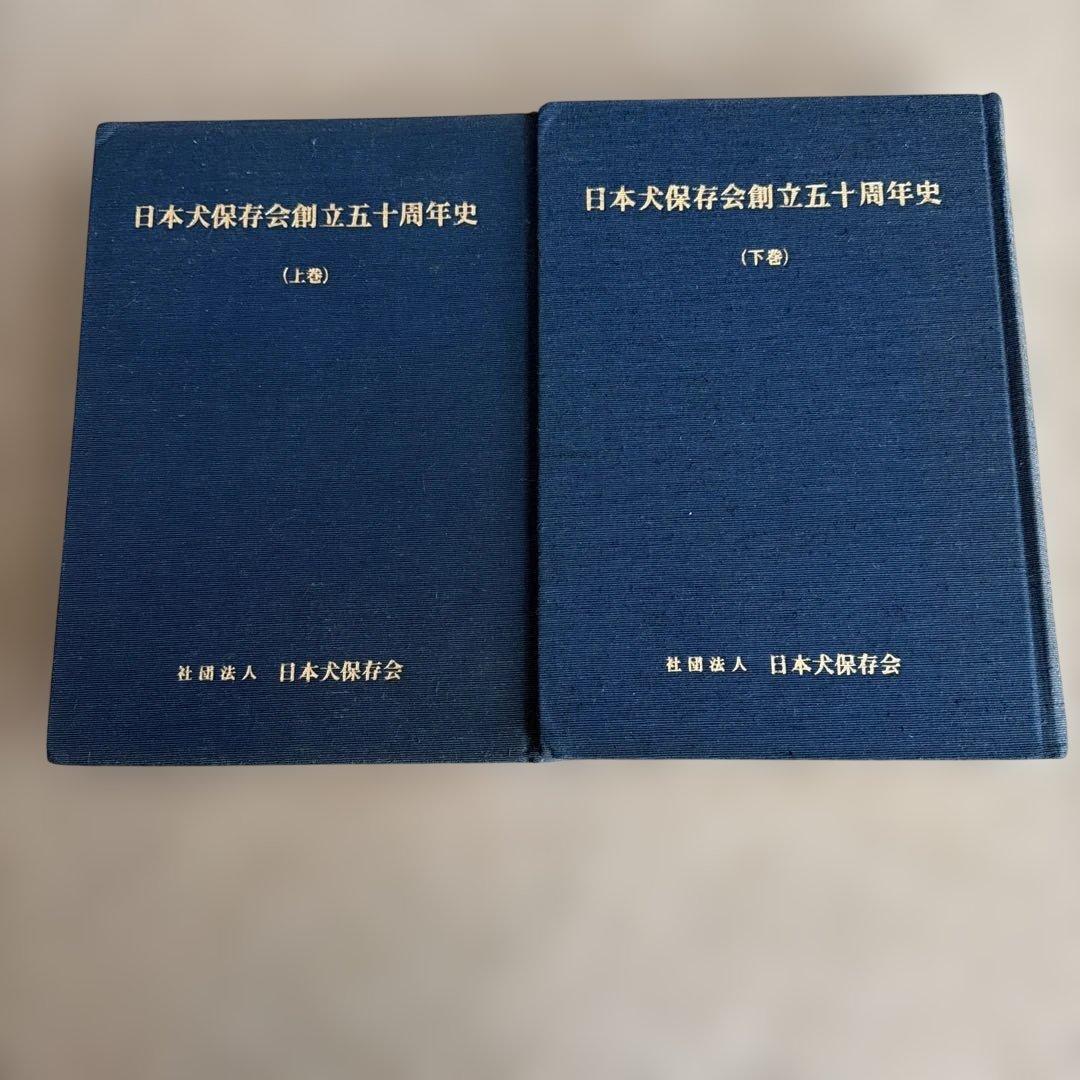 日本犬保存会創立五十周年史
(上巻)
社団法人 日本犬保存会
日本犬保存会創立五十周年史
(下巻)
社団法人 日本犬保存会